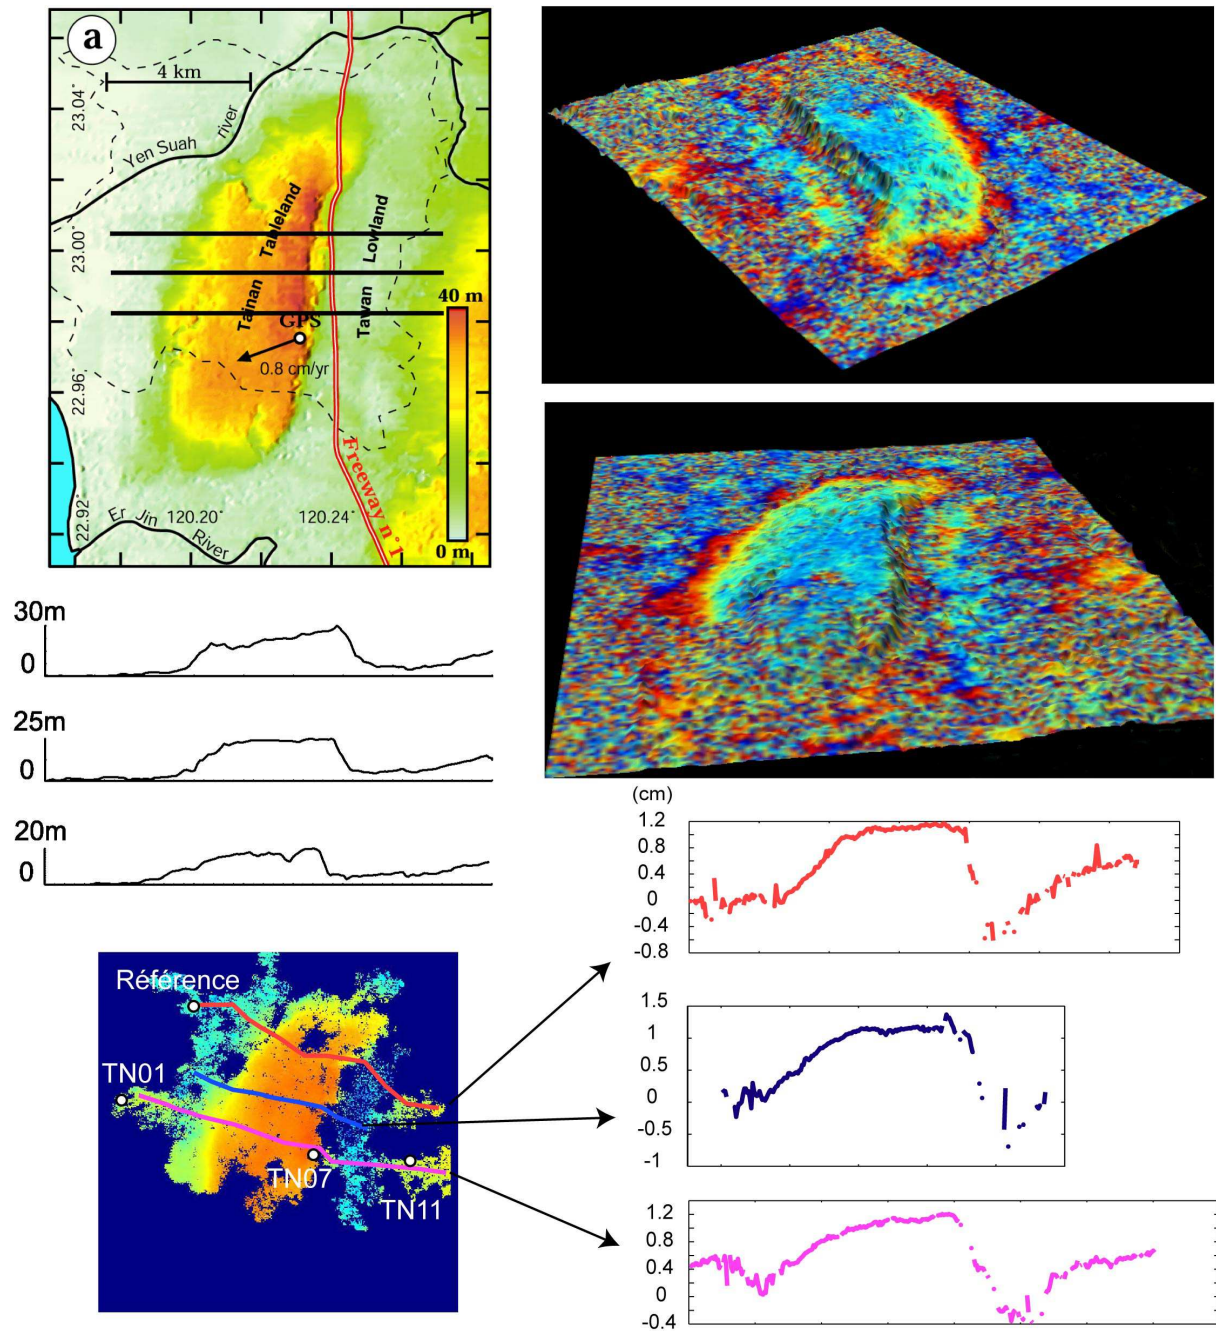 a
4 km
23.04°
Yen Suah river
23.00°
Tainan Tableland
Tawan Lowland
40 m
GPS
0.8 cm/yr
22.96°
Freeway n°1
22.92°
120.20°
120.24°
Er Jin River
0 m
30m
0
25m
0
20m
0
(cm)
1.2
0.8
0.4
0
-0.4
-0.8
1.5
1
0.5
0
-0.5
-1
1.2
0.8
0.4
0
-0.4
Référence
TN01
TN07
TN11